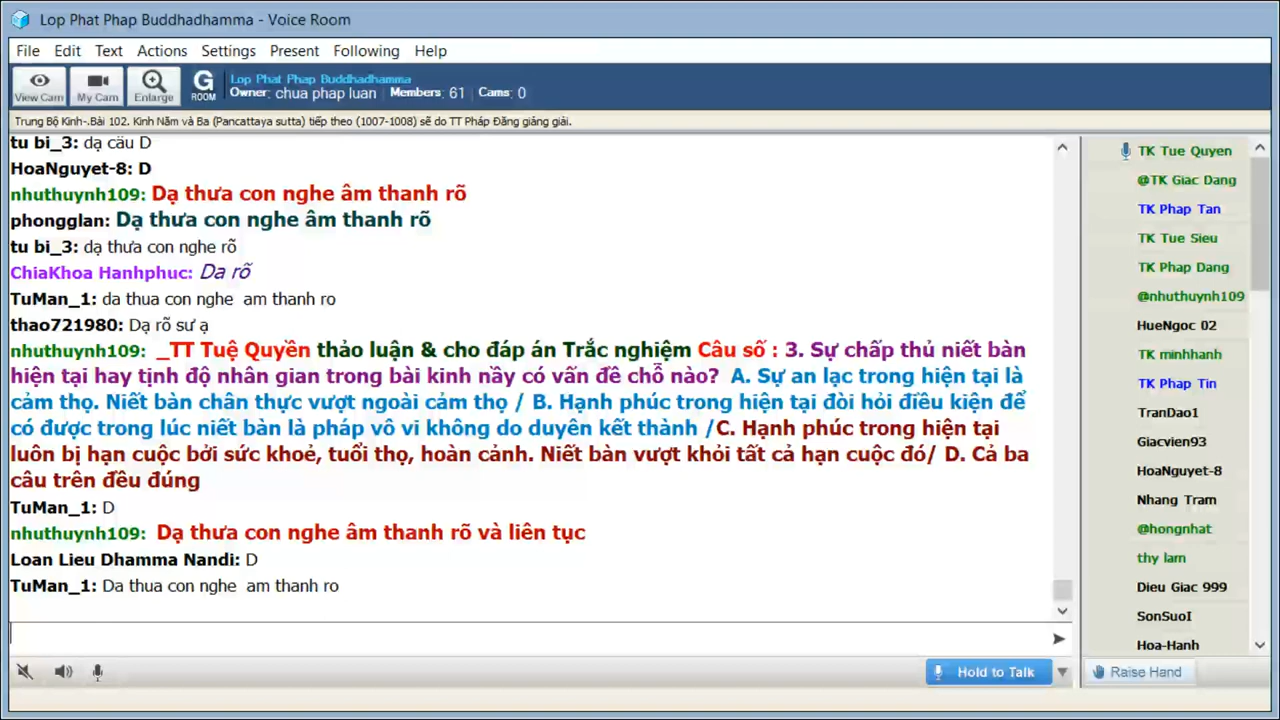 Lop Phat Phap Buddhadhamma - Voice Room
File Edit Text Actions Settings Present Following Help
View Cam My Cam Enlarge G ROOM
Lop Phat Phap Buddhadhamma
Owner: chua phap luan Members: 61 Cams: 0
Trung Bộ Kinh-.Bài 102. Kinh Năm và Ba (Pancattaya sutta) tiếp theo (1007-1008) sẽ do TT Pháp Đăng giảng giải.
tu bi_3: dạ cäu D
HoaNguyet-8: D
nhuthuynh109: Dạ thưa con nghe âm thanh rõ
phongglan: Dạ thưa con nghe âm thanh rõ
tu bi_3: dạ thưa con nghe rõ
ChiaKhoa Hanhphuc: Da rõ
TuMan_1: da thua con nghe am thanh ro
thao721980: Dạ rõ sư ạ
nhuthuynh109: _TT Tuệ Quyền thảo luận & cho đáp án Trắc nghiệm Câu số : 3. Sự chấp thủ niết bàn
hiện tại hay tịnh độ nhân gian trong bài kinh nầy có vấn đề chỗ nào? A. Sự an lạc trong hiện tại là
cảm thọ. Niết bàn chân thực vượt ngoài cảm thọ / B. Hạnh phúc trong hiện tại đòi hỏi điều kiện để
có được trong lúc niết bàn là pháp vô vi không do duyên kết thành /C. Hạnh phúc trong hiện tại
luôn bị hạn cuộc bởi sức khoẻ, tuổi thọ, hoàn cảnh. Niết bàn vượt khỏi tất cả hạn cuộc đó/ D. Cả ba
câu trên đều đúng
TuMan_1: D
nhuthuynh109: Dạ thưa con nghe âm thanh rõ và liên tục
Loan Lieu Dhamma Nandi: D
TuMan_1: Da thua con nghe am thanh ro
Hold to Talk
TK Tue Quyen
@TK Giac Dang
TK Phap Tan
TK Tue Sieu
TK Phap Dang
@nhuthuynh109
HueNgoc 02
TK minhhanh
TK Phap Tin
TranDao1
Giacvien93
HoaNguyet-8
Nhang Tram
@hongnhat
thy lam
Dieu Giac 999
SonSuoI
Hoa-Hanh
Raise Hand